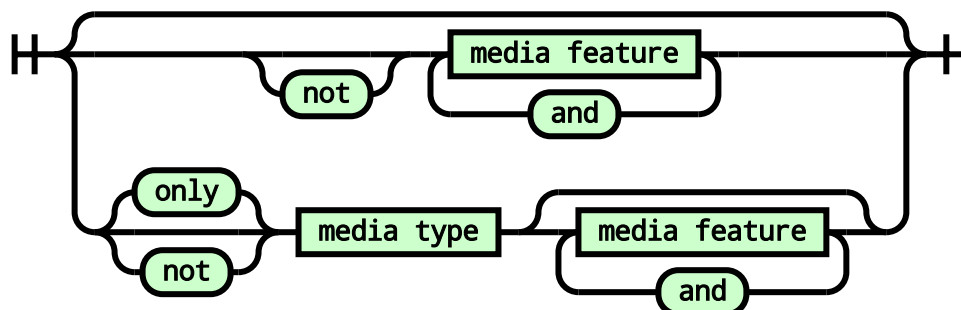 media feature
not
and
only
media type
media feature
not
and